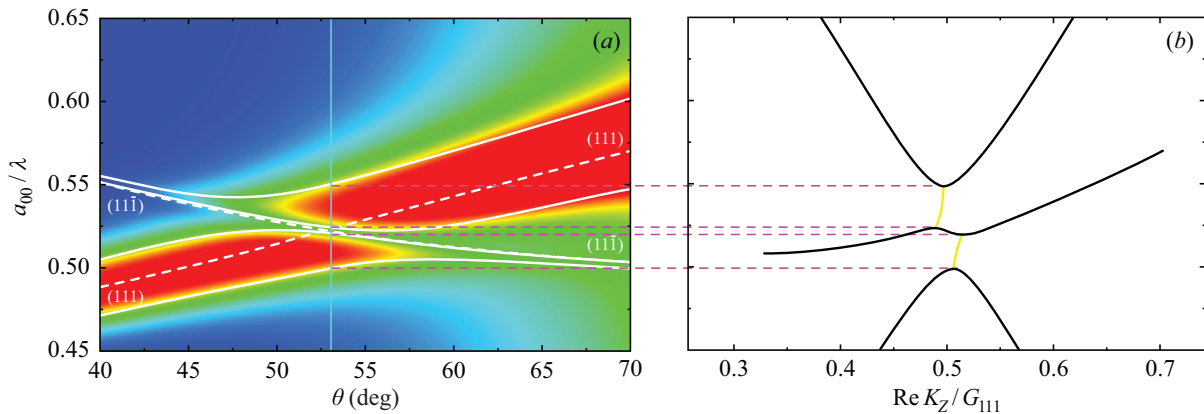 0.65
(a)
(b)
0.60
(111)
a₀₀ / λ
0.55
(111̄)
(111̄)
0.50
(111)
0.45
40 45 50 55 60 65 70
0.3 0.4 0.5 0.6 0.7
θ (deg)
Re K_Z / G₁₁₁